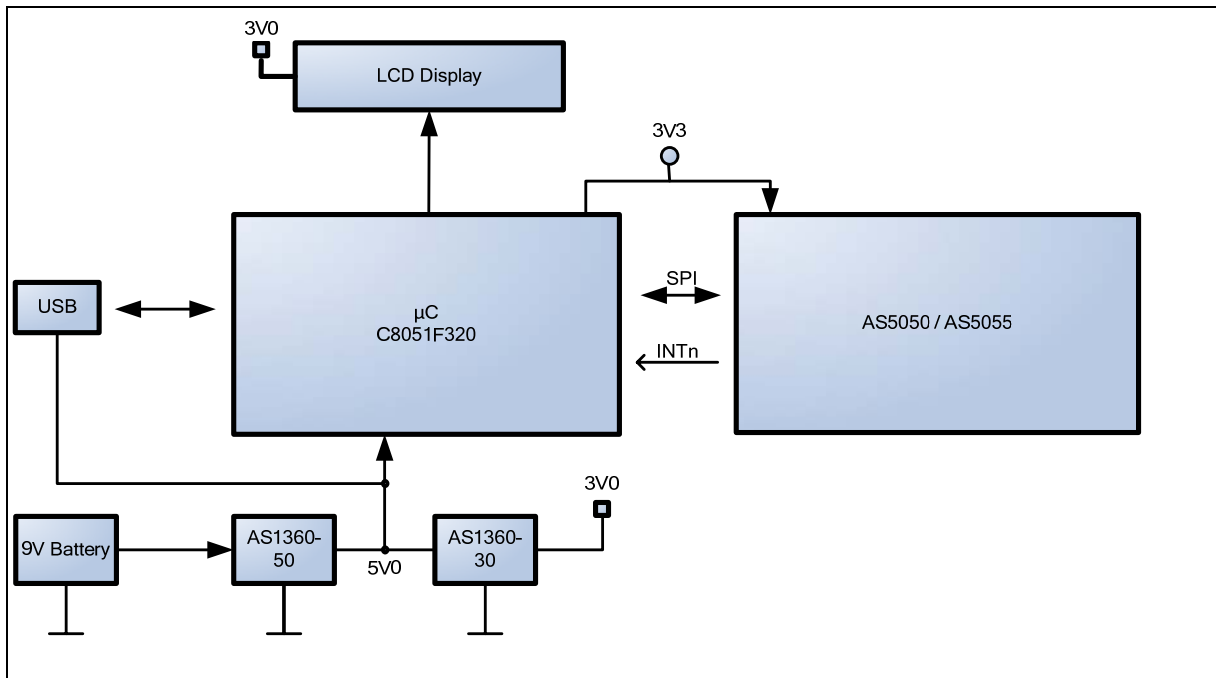 3V0
LCD Display
3V3
USB
µC
C8051F320
SPI
INTn
AS5050 / AS5055
3V0
9V Battery
AS1360-
50
5V0
AS1360-
30